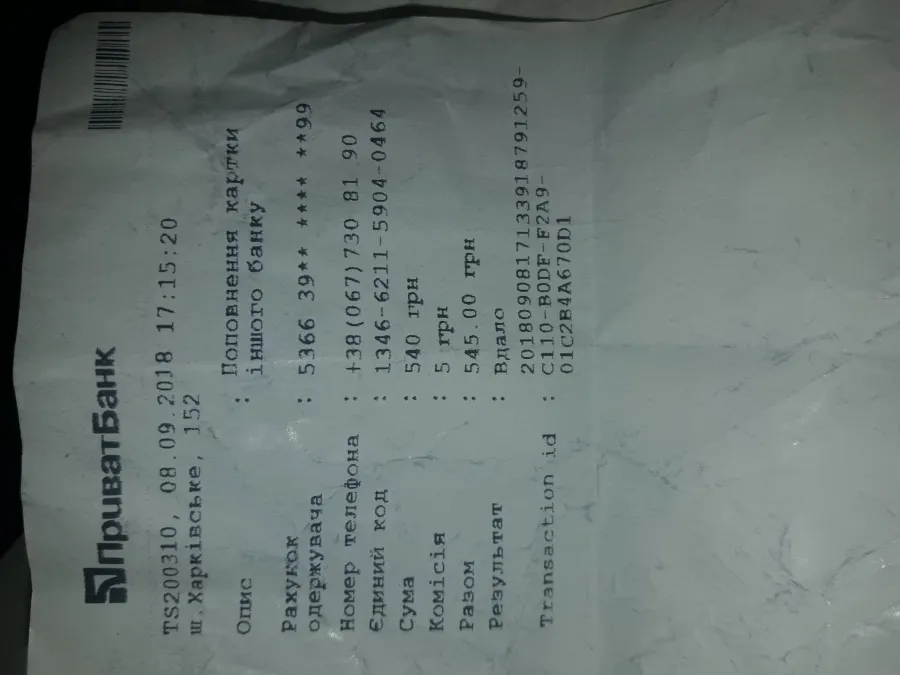 ПриватБанк
TS200310, 08.09.2018 17:15:20
ш.Харківське, 152
Опис : Поповнення картки
іншого банку
Рахукок : 5366 39** **** **99
одержувача
Номер телефона : +38(067)730 81 90
Єдиний код : 1346-6211-5904-0464
Сума : 540 грн
Комісія : 5 грн
Разом : 545.00 грн
Результат : Вдало
20180908171339187912​59-
Transaction id : C110-B0DF-F2A9-
01C2B4A670D1